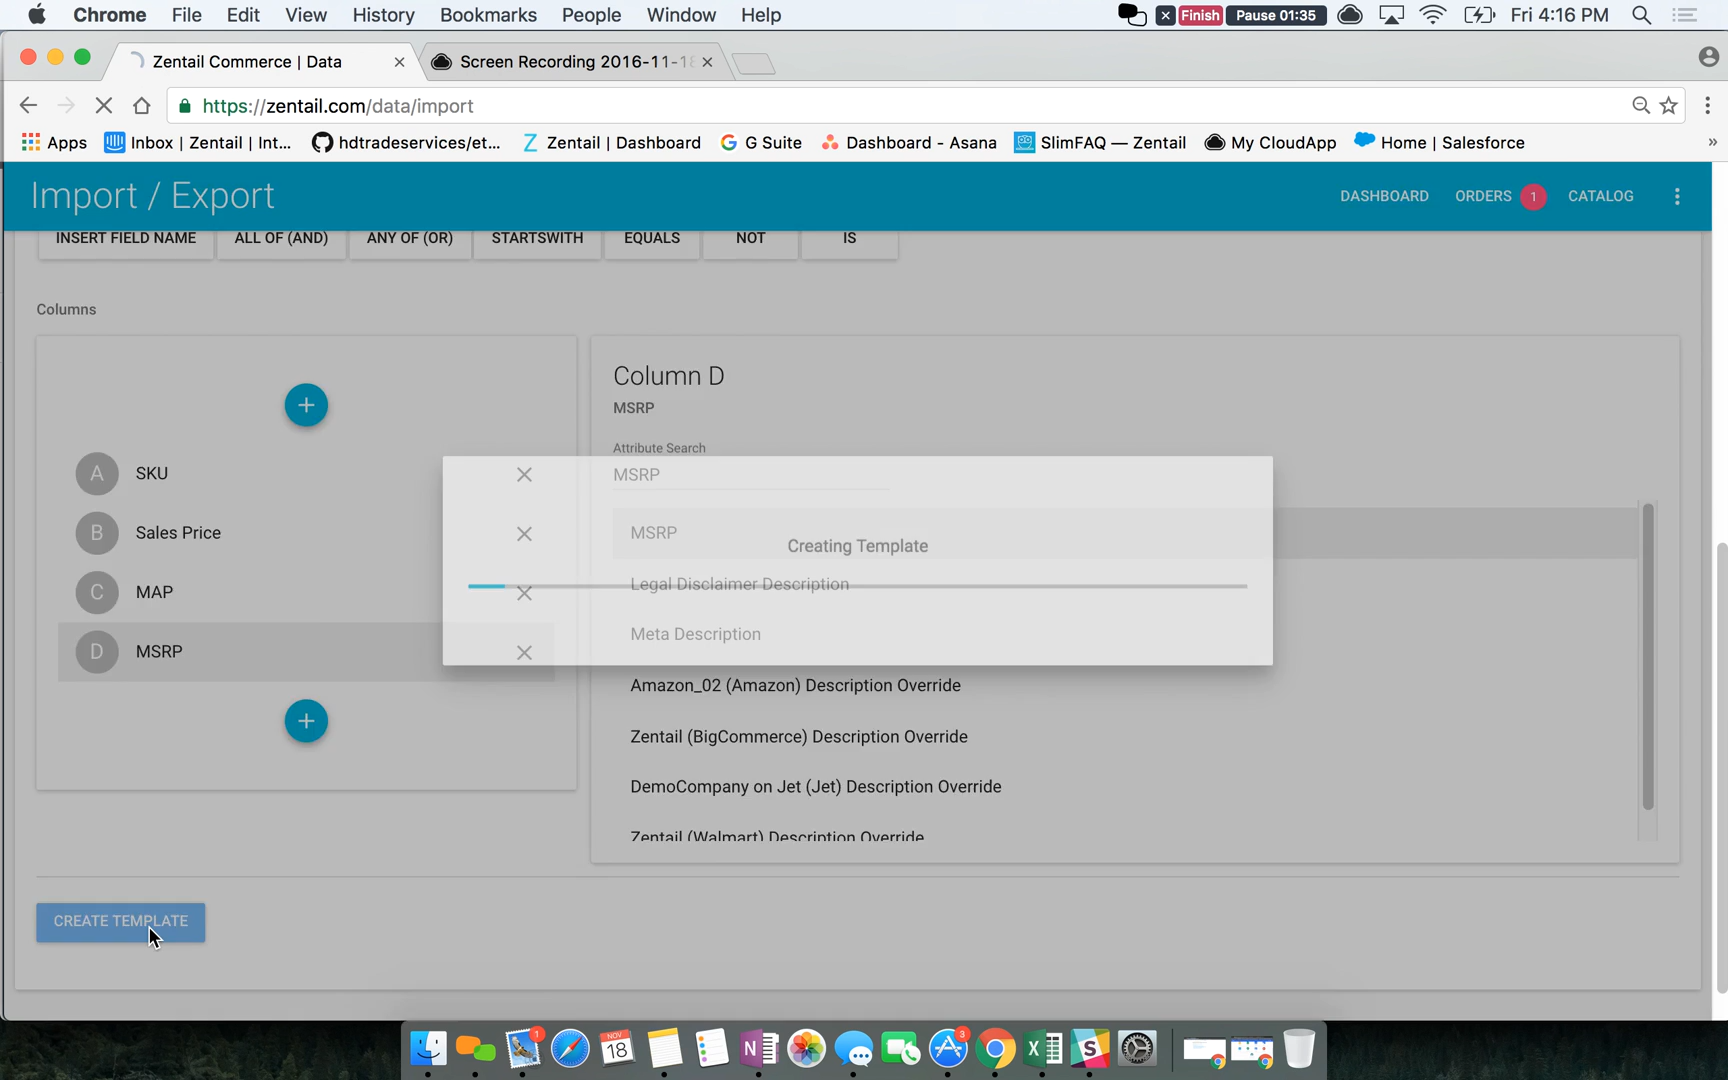 Chrome File Edit View History Bookmarks People Window Help Finish Pause 01:35 Fri 4:16 PM
Zentail Commerce | Data Screen Recording 2016-11-18
https://zentail.com/data/import
Apps Inbox | Zentail | Int... hdtradeservices/et... Zentail | Dashboard G Suite Dashboard - Asana SlimFAQ — Zentail My CloudApp Home | Salesforce »
Import / Export DASHBOARD ORDERS 1 CATALOG
INSERT FIELD NAME ALL OF (AND) ANY OF (OR) STARTSWITH EQUALS NOT IS
Columns
A SKU
B Sales Price
C MAP
D MSRP
Column D
MSRP
Attribute Search
MSRP
MSRP
Creating Template
Legal Disclaimer Description
Meta Description
Amazon_02 (Amazon) Description Override
Zentail (BigCommerce) Description Override
DemoCompany on Jet (Jet) Description Override
Zentail (Walmart) Description Override
CREATE TEMPLATE
1 NOV 18 N 3 X S